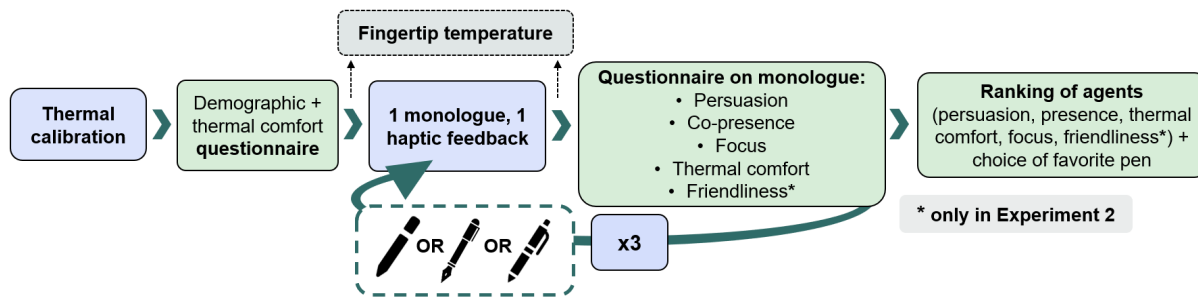 Fingertip temperature
Thermal
calibration
Demographic +
thermal comfort
questionnaire
1 monologue, 1
haptic feedback
Questionnaire on monologue:
• Persuasion
• Co-presence
• Focus
• Thermal comfort
• Friendliness*
Ranking of agents
(persuasion, presence, thermal
comfort, focus, friendliness*) +
choice of favorite pen
OR OR
x3
* only in Experiment 2